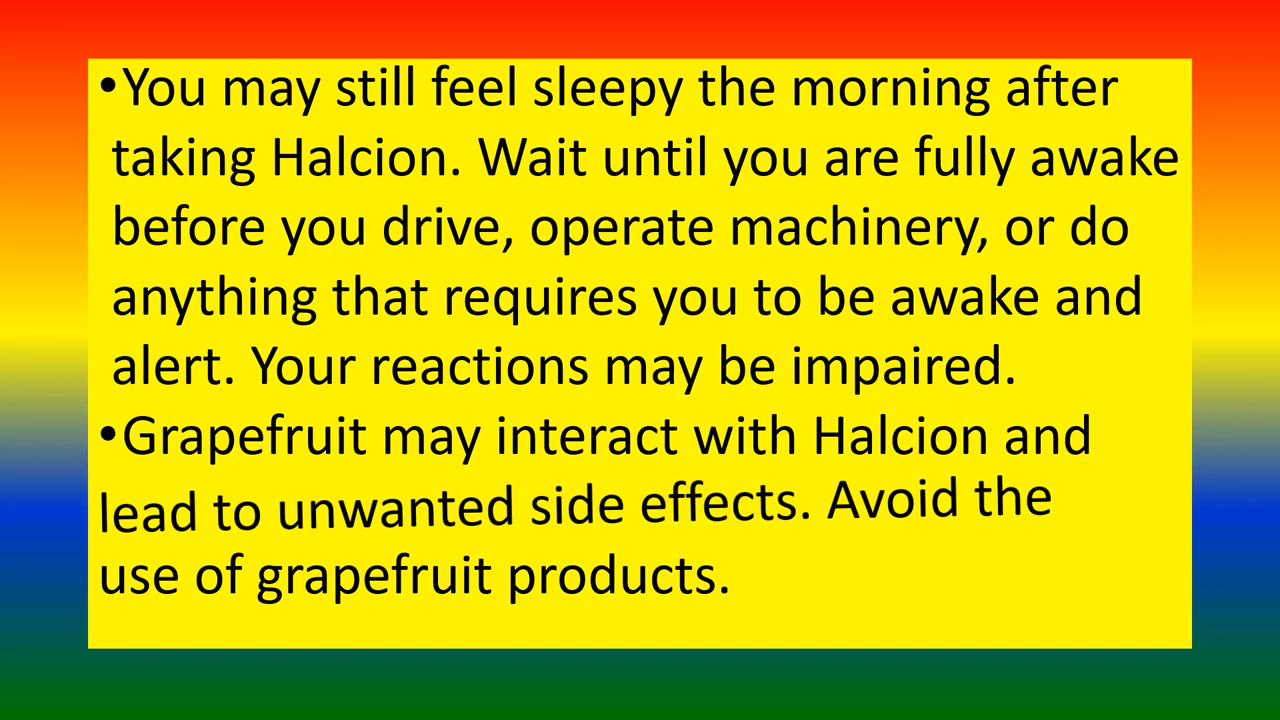 •You may still feel sleepy the morning after
taking Halcion. Wait until you are fully awake
before you drive, operate machinery, or do
anything that requires you to be awake and
alert. Your reactions may be impaired.
•Grapefruit may interact with Halcion and
lead to unwanted side effects. Avoid the
use of grapefruit products.